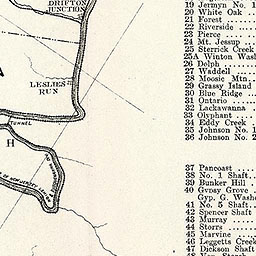 DRIFTON
JUNCTION
LESLIES
RUN
TUNNEL
H
19 Jermyn No. 1
20 White Oak
21 Forest
22 Riverside
23 Pierce
24 Mt. Jessup
25 Sterrick Creek
25A Winton Wash
26 Dolph
27 Waddell
28 Moosic Mtn.
29 Grassy Island
30 Blue Ridge
31 Ontario
32 Lackawanna
33 Olyphant
34 Eddy Creek
35 Johnson No. 1
36 Johnson No. 2
37 Pancoast
38 No. 1 Shaft
39 Bunker Hill
40 Gypsy Grove
Gyp. G. Washe
41 No. 5 Shaft
42 Spencer Shaft
43 Murray
44 Storrs
45 Marvine
46 Leggetts Creek
47 Dickson Shaft